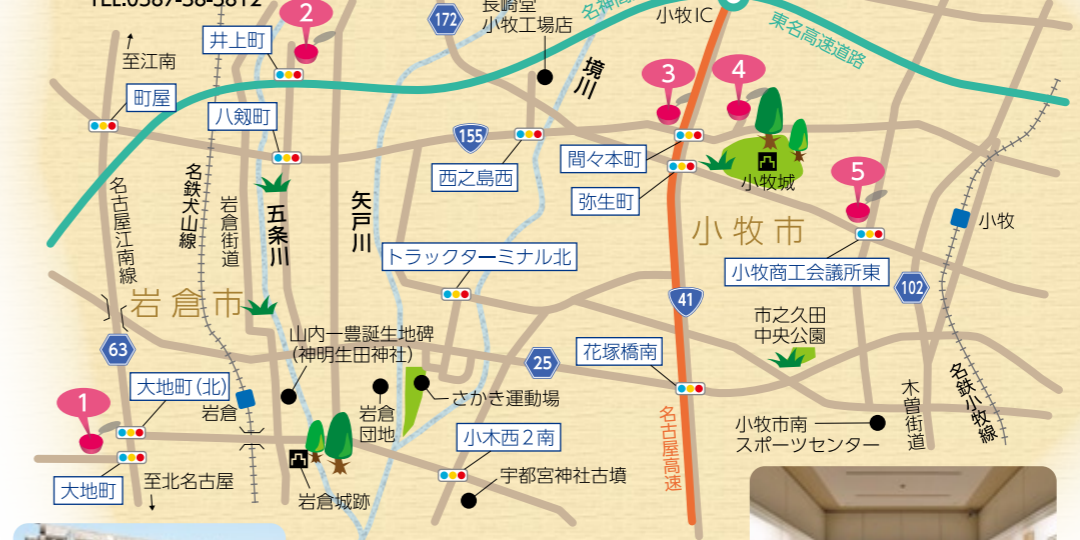 TEL.0587-38-5812
2
井上町
至江南
町屋
八剱町
172
長崎堂
小牧工場店
名神高
小牧IC
東名高速道路
境川
3
4
155
西之島西
間々本町
弥生町
小牧城
5
小牧
小牧市
小牧商工会議所東
102
名鉄犬山線
岩倉街道
五条川
矢戸川
名古屋江南線
トラックターミナル北
岩倉市
41
市之久田
中央公園
63
山内一豊誕生地碑
(神明生田神社)
25
花塚橋南
大地町(北)
岩倉
1
岩倉
団地
さかき運動場
名古屋高速
木曽街道
名鉄小牧線
小牧市南
スポーツセンター
小木西2南
宇都宮神社古墳
大地町
至北名古屋
岩倉城跡